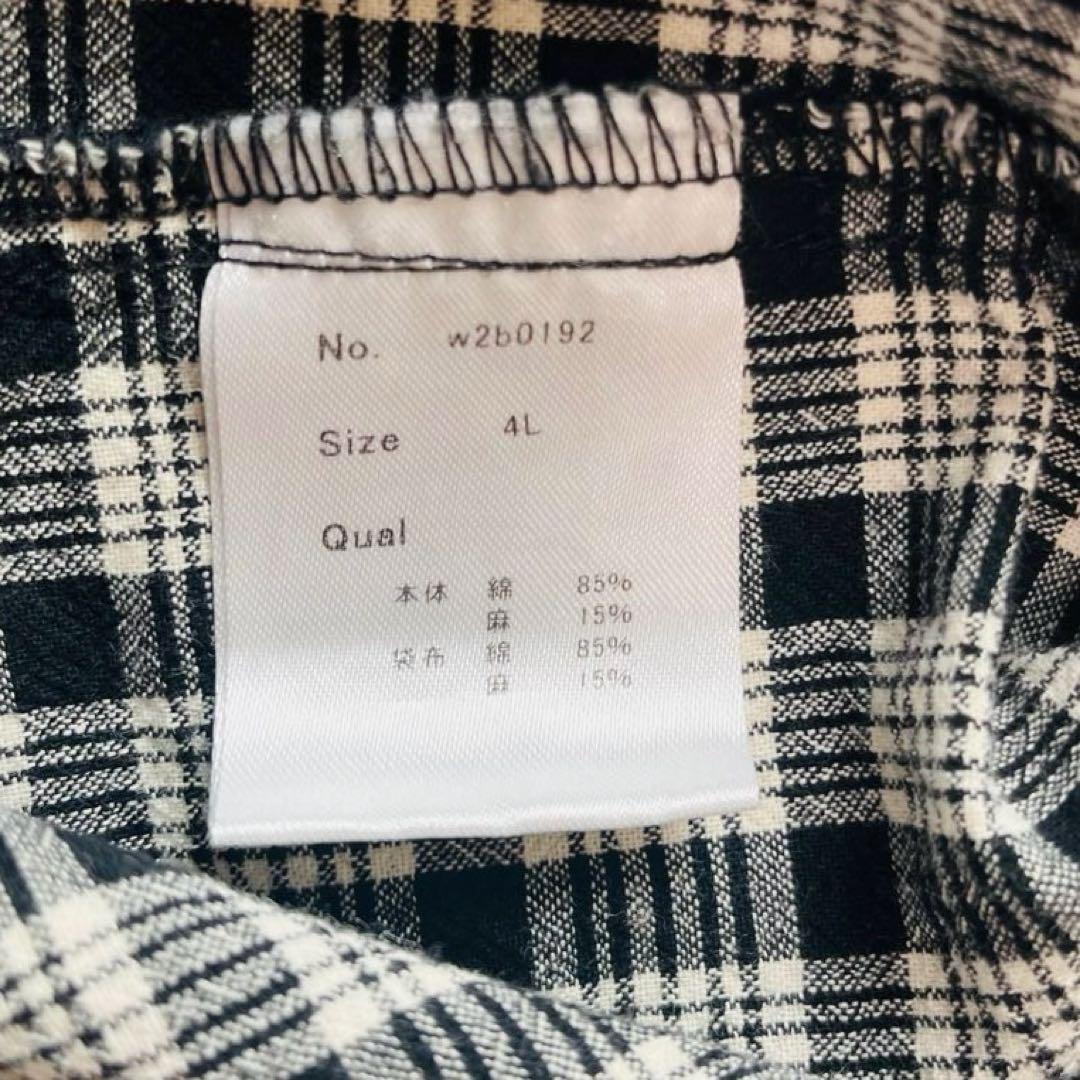 No. w2b0192
Size 4L
Qual
本体 綿 85%
麻 15%
袋布 綿 85%
麻 15%